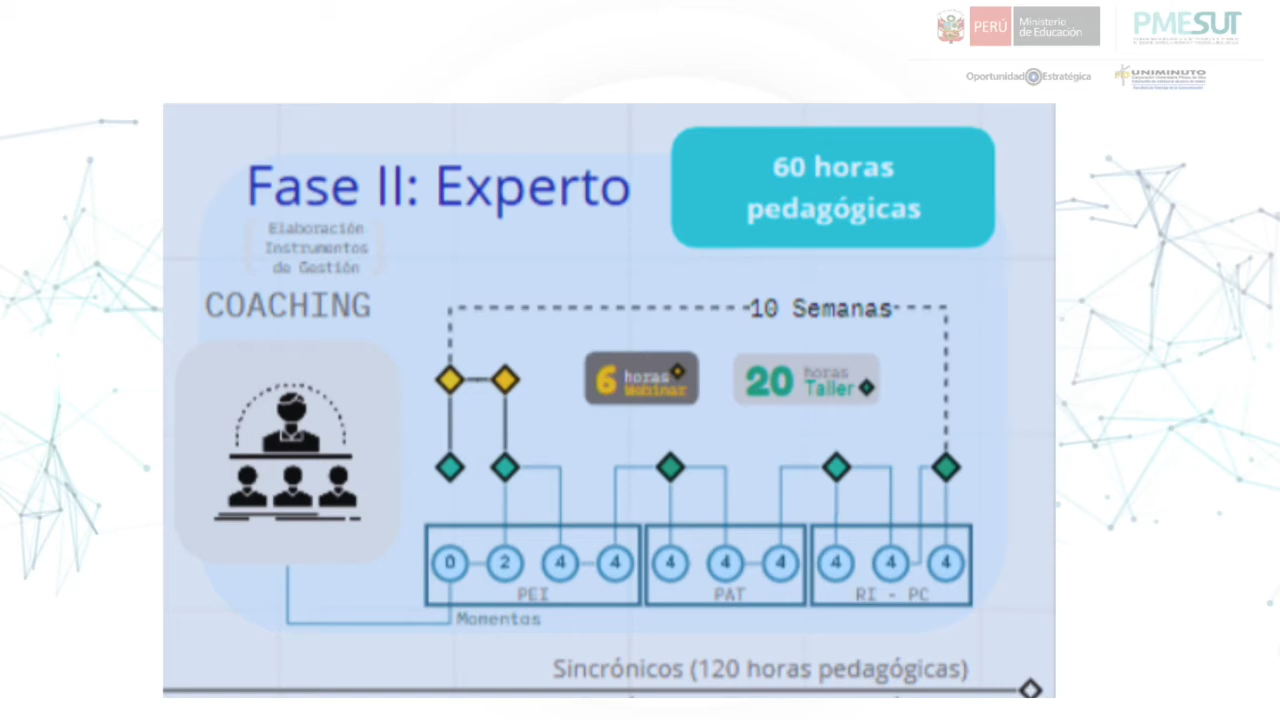 PERÚ
Ministerio
de Educación
PMESUT
Oportunidad Estratégica
UNIMINUTO
Fase II: Experto
60 horas
pedagógicas
Elaboración
Instrumentos
de Gestión
COACHING
10 Semanas
6 horas
Webinar
20 horas
Taller
0 2 4 4 4 4 4 4 4 4
PEI PAT RI - PC
Momentos
Sincrónicos (120 horas pedagógicas)